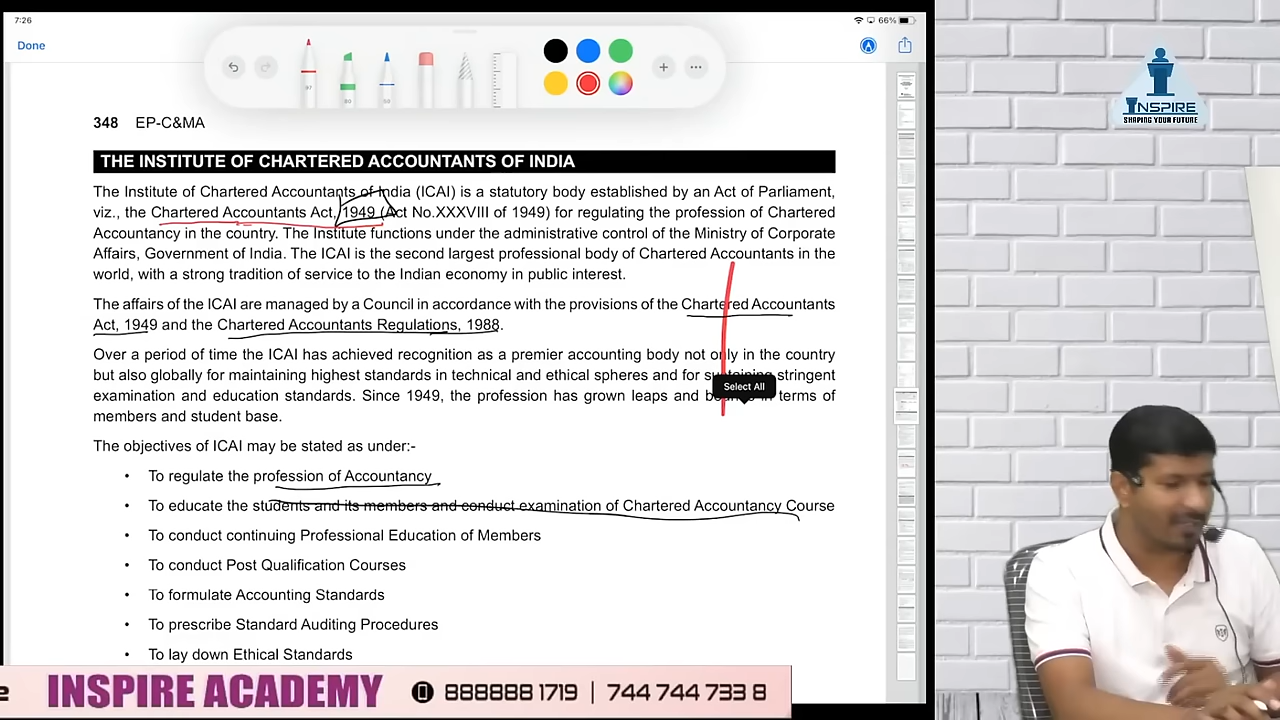 7:26
66%
Done
97
80
50
INSPIRE
SHAPING YOUR FUTURE
348 EP-C&MA
THE INSTITUTE OF CHARTERED ACCOUNTANTS OF INDIA
The Institute of Chartered Accountants of India (ICAI) is a statutory body established by an Act of Parliament,
viz., the Chartered Accountants Act, 1949 (Act No.XXXVIII of 1949) for regulating the profession of Chartered
Accountancy in the country. The Institute functions under the administrative control of the Ministry of Corporate
Affairs, Government of India. The ICAI is the second largest professional body of Chartered Accountants in the
world, with a strong tradition of service to the Indian economy in public interest.
The affairs of the ICAI are managed by a Council in accordance with the provisions of the Chartered Accountants
Act, 1949 and the Chartered Accountants Regulations, 1988.
Over a period of time the ICAI has achieved recognition as a premier accounting body not only in the country
but also globally for maintaining highest standards in technical and ethical spheres and for sustaining stringent
Select All
examination and education standards. Since 1949, the profession has grown leaps and bounds in terms of
members and student base.
The objectives of ICAI may be stated as under:-
• To regulate the profession of Accountancy
• To educate the students and its members and conduct examination of Chartered Accountancy Course
• To conduct continuing Professional Education of Members
• To conduct Post Qualification Courses
• To formulate Accounting Standards
• To prescribe Standard Auditing Procedures
• To lay down Ethical Standards
e INSPIRE ACADEMY 888888 1719 | 744 744 733 8